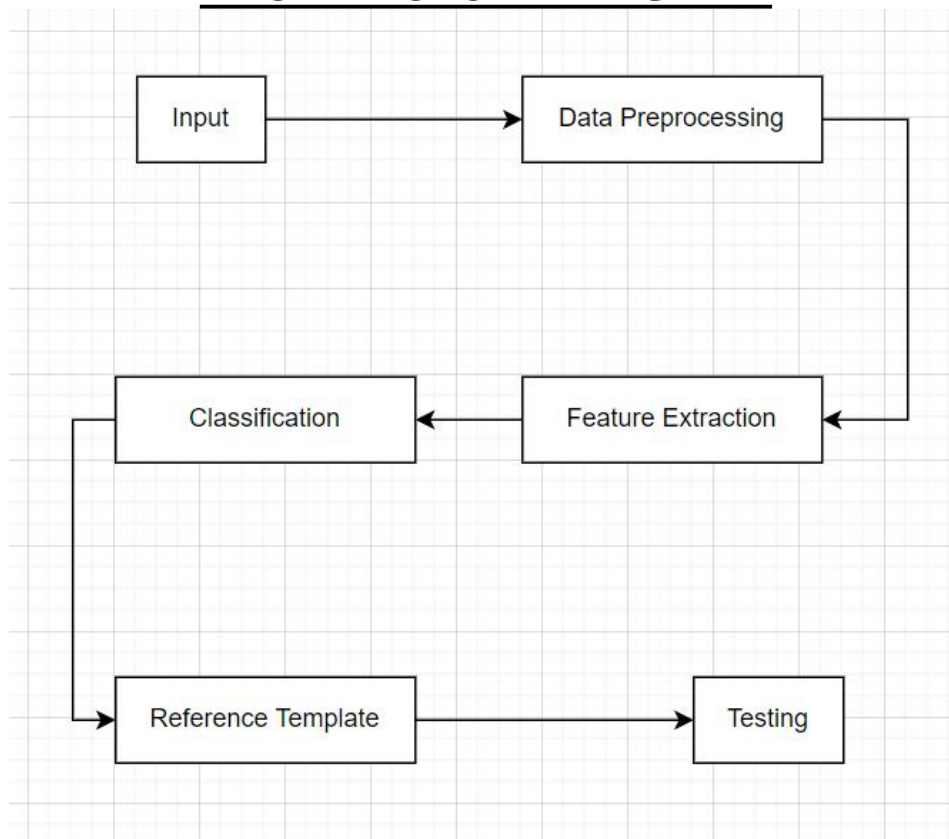 Input
Data Preprocessing
Feature Extraction
Classification
Reference Template
Testing